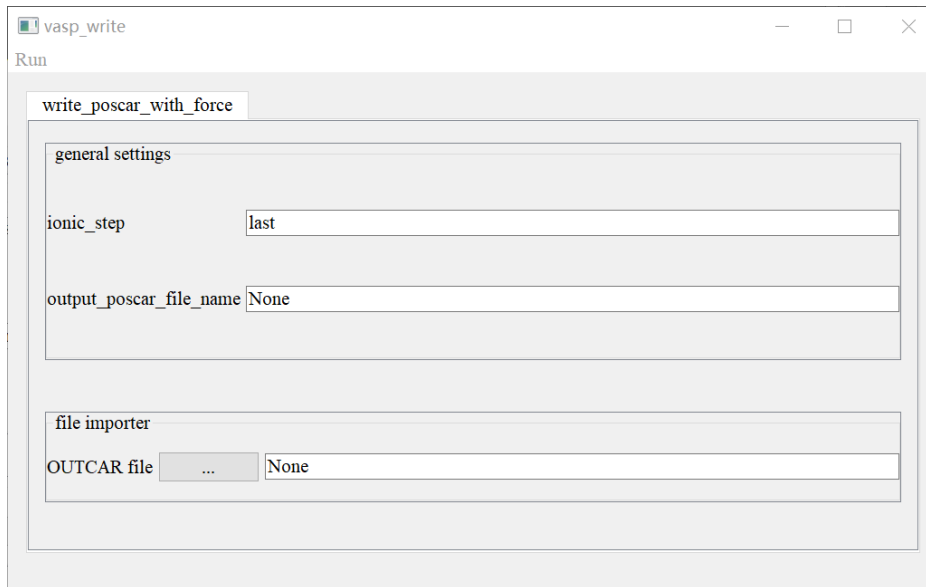 vasp_write
Run
write_poscar_with_force
general settings
ionic_step last
output_poscar_file_name None
file importer
OUTCAR file ... None